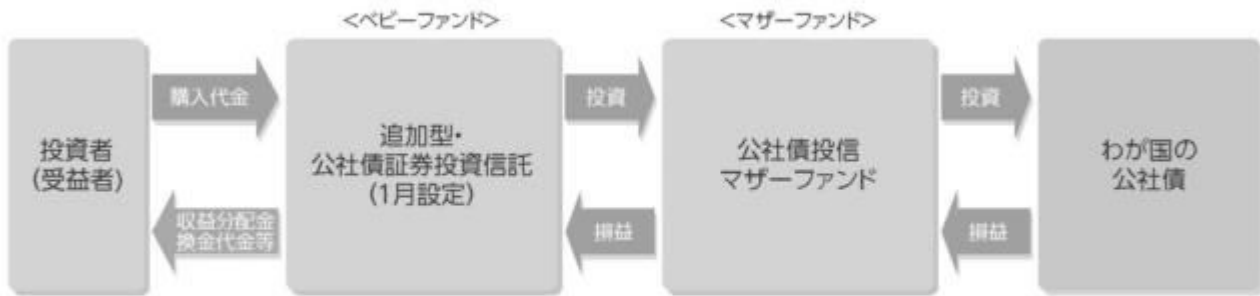 <ベビーファンド>
<マザーファンド>
投資者
(受益者)
購入代金
収益分配金
換金代金等
追加型・
公社債証券投資信託
(1月設定)
投資
損益
公社債投信
マザーファンド
投資
損益
わが国の
公社債